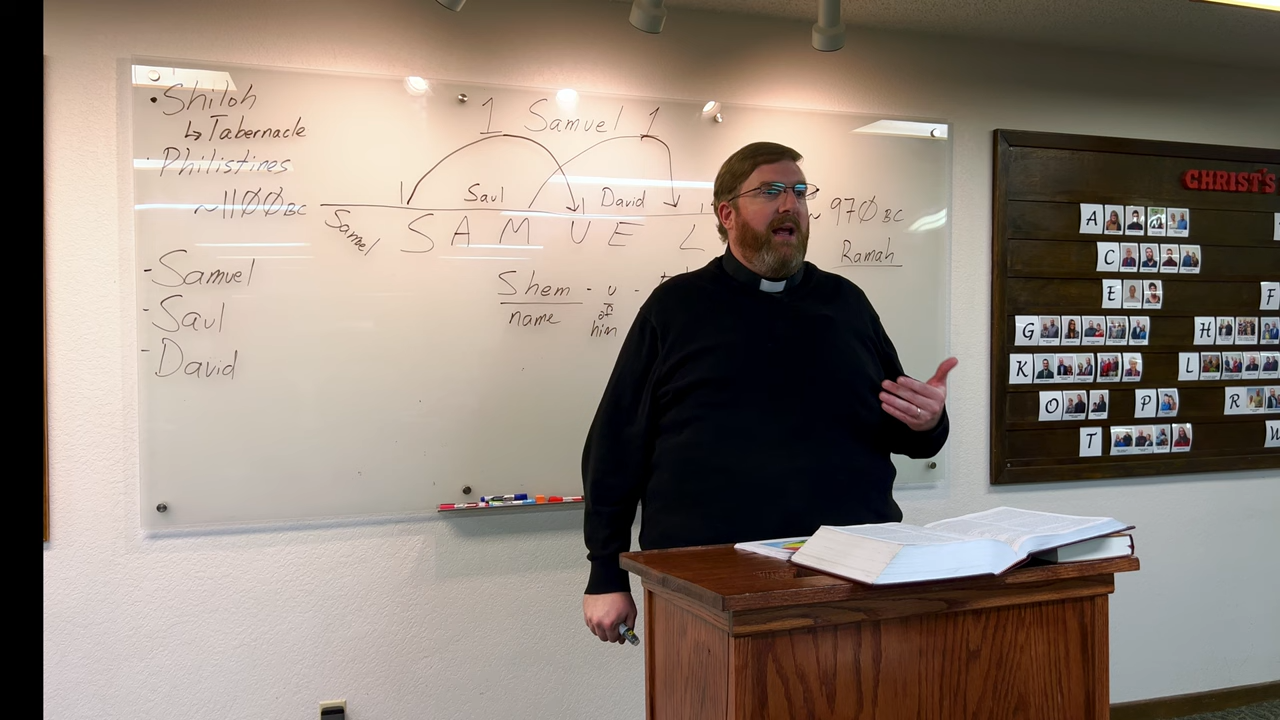 • Shiloh
↳ Tabernacle
- Philistines
~1100 BC
- Samuel
- Saul
- David
1 Samuel 1
Saul David
Samuel
SAMUEL
Shem - u -
name of him
~ 970 BC
Ramah
CHRIST'S
A
C
E F
G H
K L
O P R
T W